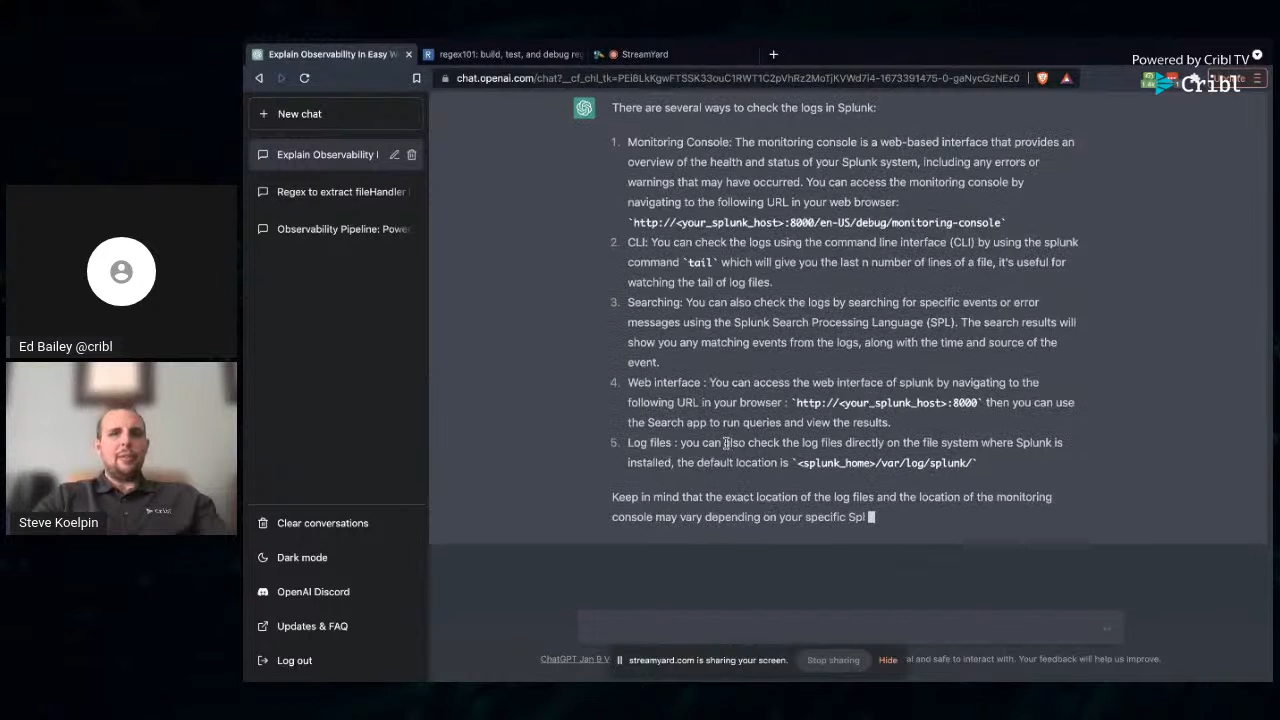 Explain Observability In Easy W
regex101: build, test, and debug re
StreamYard
Powered by Cribl TV
chat.openai.com/chat?__cf_chl_tk=PEi8LkKgwFTSSK33ouC1RWT1C2pVhRz2MoTjKVWd7i4-1673391475-0-gaNycGzNEz0
Cribl
New chat
Explain Observability I
Regex to extract fileHandler
Observability Pipeline: Powe
There are several ways to check the logs in Splunk:
1. Monitoring Console: The monitoring console is a web-based interface that provides an
overview of the health and status of your Splunk system, including any errors or
warnings that may have occurred. You can access the monitoring console by
navigating to the following URL in your web browser:
`http://<your_splunk_host>:8000/en-US/debug/monitoring-console`
2. CLI: You can check the logs using the command line interface (CLI) by using the splunk
command `tail` which will give you the last n number of lines of a file, it's useful for
watching the tail of log files.
3. Searching: You can also check the logs by searching for specific events or error
messages using the Splunk Search Processing Language (SPL). The search results will
show you any matching events from the logs, along with the time and source of the
event.
4. Web interface : You can access the web interface of splunk by navigating to the
following URL in your browser : `http://<your_splunk_host>:8000` then you can use
the Search app to run queries and view the results.
5. Log files : you can also check the log files directly on the file system where Splunk is
installed, the default location is `<splunk_home>/var/log/splunk/`
Keep in mind that the exact location of the log files and the location of the monitoring
console may vary depending on your specific Spl
Ed Bailey @cribl
cribl
Steve Koelpin
Clear conversations
Dark mode
OpenAI Discord
Updates & FAQ
Log out
ChatGPT Jan 9 V
streamyard.com is sharing your screen.
Stop sharing
Hide
al and safe to interact with. Your feedback will help us improve.